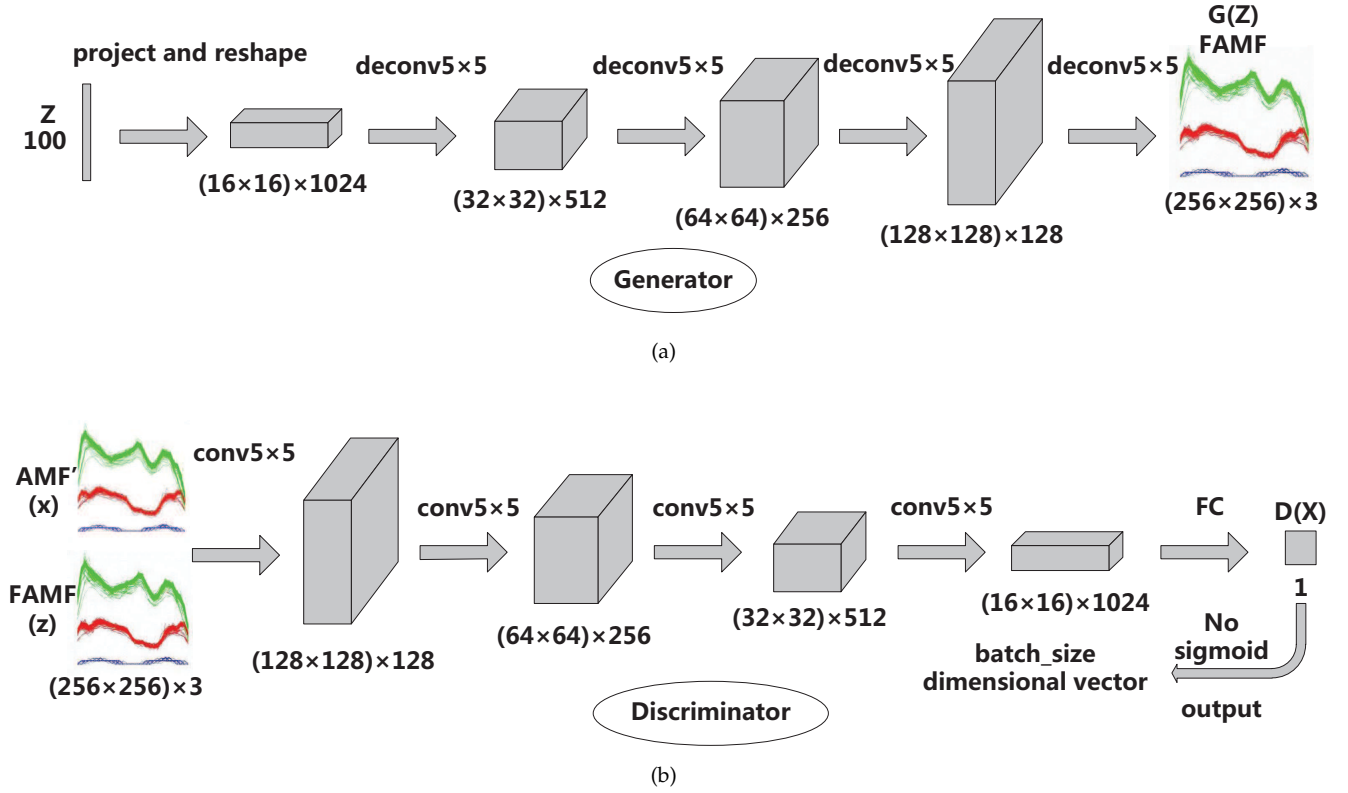 project and reshape
Z
100
(16×16)×1024
deconv5×5
(32×32)×512
deconv5×5
(64×64)×256
deconv5×5
(128×128)×128
deconv5×5
G(Z)
FAMF
(256×256)×3
Generator
(a)
AMF'
(x)
FAMF
(z)
(256×256)×3
conv5×5
(128×128)×128
conv5×5
(64×64)×256
conv5×5
(32×32)×512
conv5×5
(16×16)×1024
FC
D(X)
1
No
sigmoid
output
batch_size
dimensional vector
Discriminator
(b)